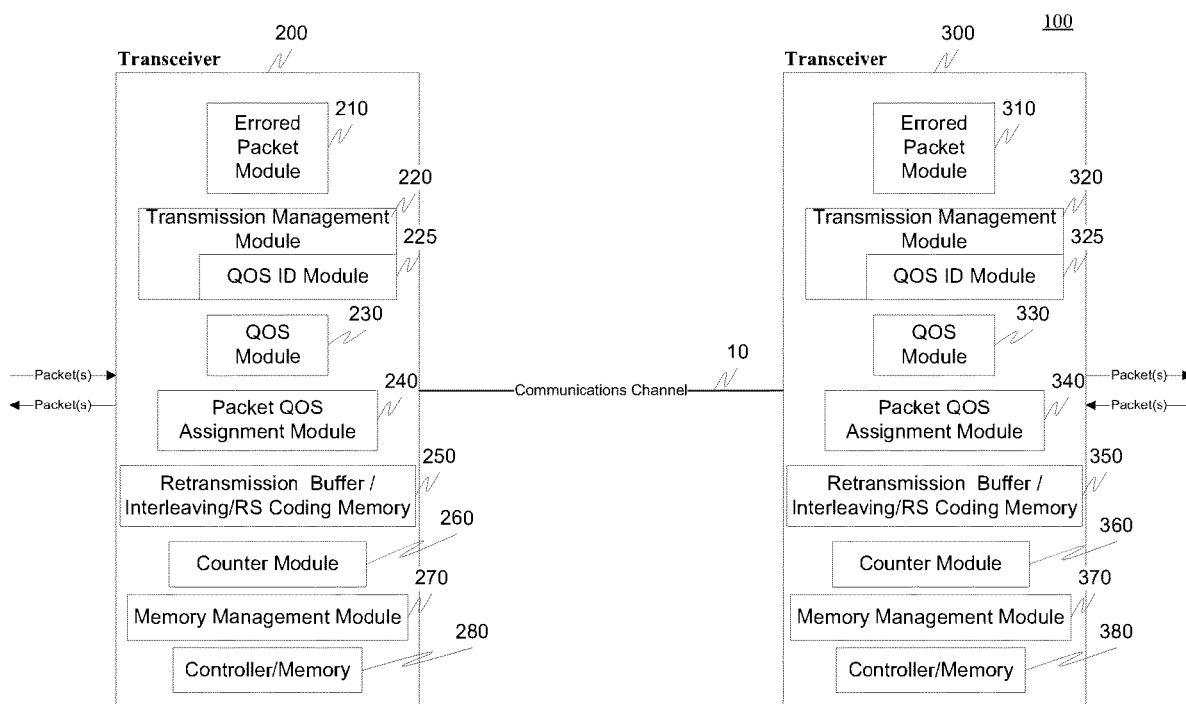 100
200
Transceiver
210
Errored
Packet
Module
220
Transmission Management
Module
225
QOS ID Module
230
QOS
Module
Packet(s)
Packet(s)
240
Packet QOS
Assignment Module
250
Retransmission Buffer /
Interleaving/RS Coding Memory
260
Counter Module
270
Memory Management Module
280
Controller/Memory
10
Communications Channel
300
Transceiver
310
Errored
Packet
Module
320
Transmission Management
Module
325
QOS ID Module
330
QOS
Module
Packet(s)
Packet(s)
340
Packet QOS
Assignment Module
350
Retransmission Buffer /
Interleaving/RS Coding Memory
360
Counter Module
370
Memory Management Module
380
Controller/Memory